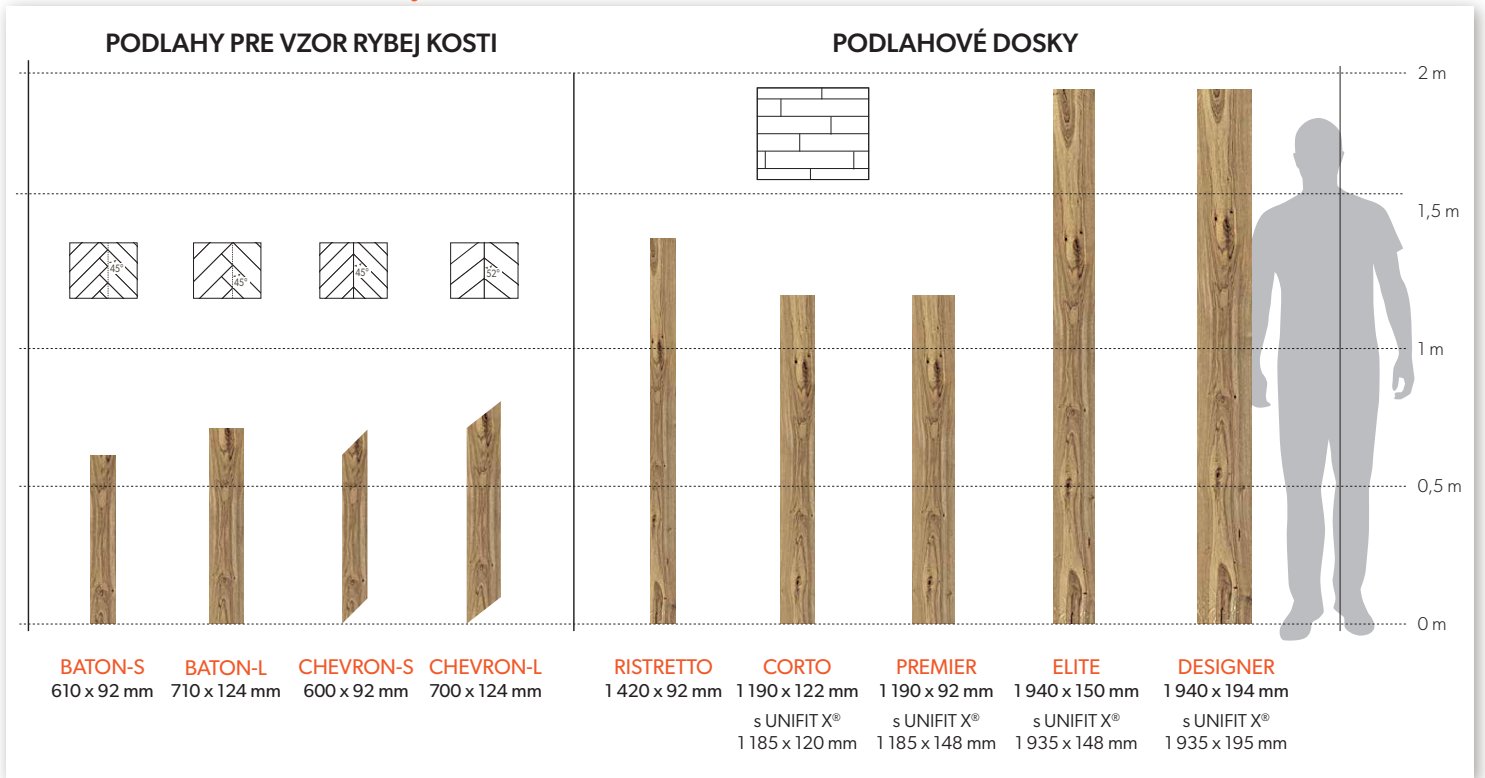 PODLAHY PRE VZOR RYBEJ KOSTI
PODLAHOVÉ DOSKY
2 m
1,5 m
1 m
0,5 m
0 m
45°
45°
45°
52°
BATON-S
610 x 92 mm
BATON-L
710 x 124 mm
CHEVRON-S
600 x 92 mm
CHEVRON-L
700 x 124 mm
RISTRETTO
1 420 x 92 mm
CORTO
1 190 x 122 mm
s UNIFIT X®
1 185 x 120 mm
PREMIER
1 190 x 92 mm
s UNIFIT X®
1 185 x 148 mm
ELITE
1 940 x 150 mm
s UNIFIT X®
1 935 x 148 mm
DESIGNER
1 940 x 194 mm
s UNIFIT X®
1 935 x 195 mm